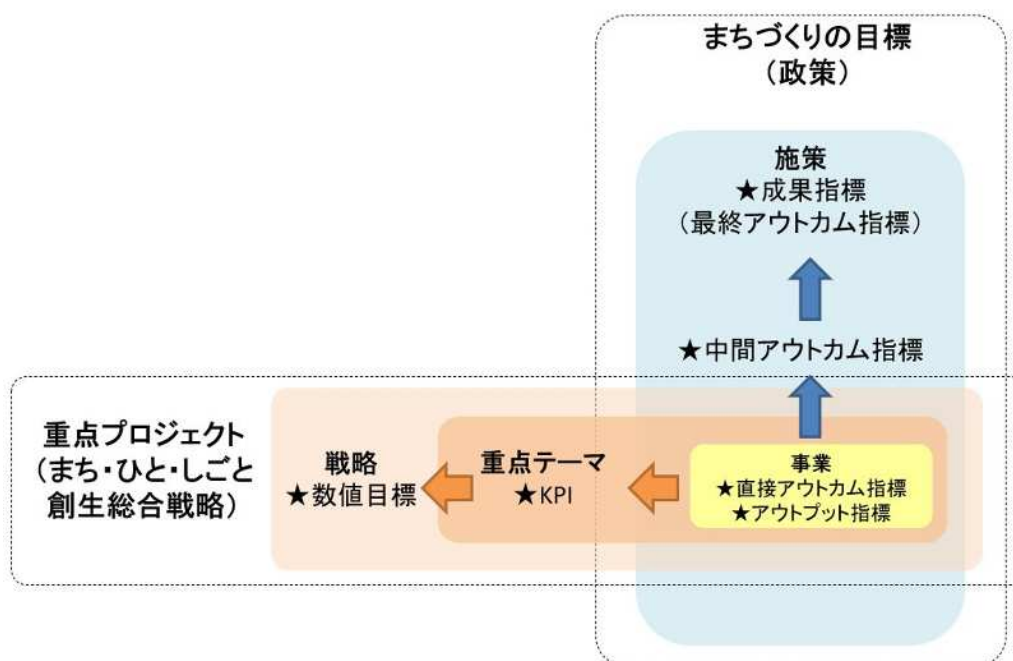 まちづくりの目標
（政策）
施策
★成果指標
（最終アウトカム指標）
★中間アウトカム指標
重点プロジェクト
（まち・ひと・しごと
創生総合戦略）
戦略
★数値目標
重点テーマ
★KPI
事業
★直接アウトカム指標
★アウトプット指標